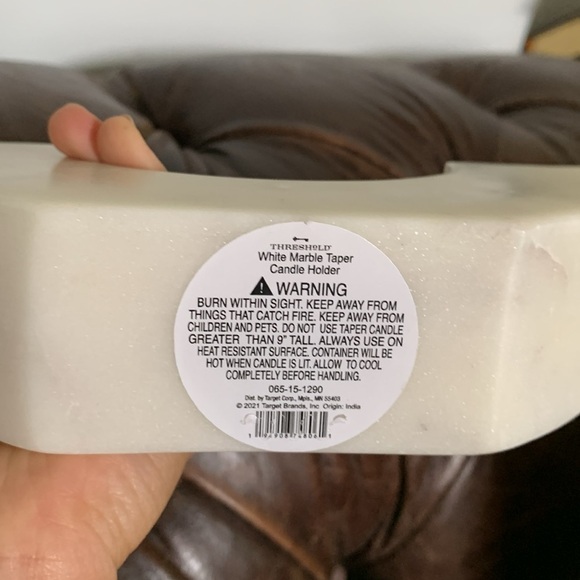 THRESHOLD
White Marble Taper
Candle Holder
WARNING
BURN WITHIN SIGHT. KEEP AWAY FROM
THINGS THAT CATCH FIRE. KEEP AWAY FROM
CHILDREN AND PETS. DO NOT USE TAPER CANDLE
GREATER THAN 9" TALL. ALWAYS USE ON
HEAT RESISTANT SURFACE. CONTAINER WILL BE
HOT WHEN CANDLE IS LIT. ALLOW TO COOL
COMPLETELY BEFORE HANDLING.
065-15-1290
Dist. by Target Corp., Mpls., MN 55403
© 2021 Target Brands, Inc Origin: India